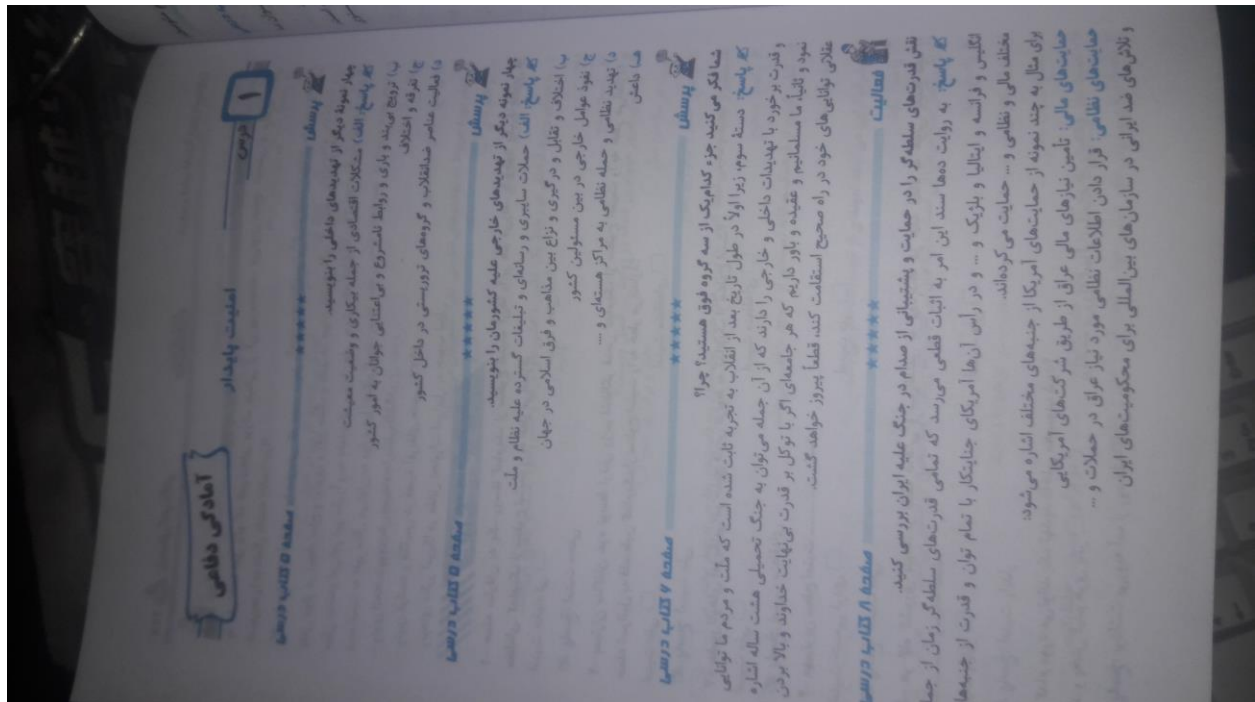 آمادگی دفاعی
امنیت پایدار
درس
۱
پرسش ★★★★★★ صفحه ۵ کتاب درسی
چهار نمونه دیگر از تهدیدهای داخلی را بنویسید.
پاسخ: الف) مشکلات اقتصادی از جمله بیکاری و وضعیت معیشت
ب) ترویج بی‌بند و باری و روابط نامشروع و بی‌اعتنایی جوانان به امور کشور
ج) تفرقه و اختلاف
د) فعالیت عناصر ضدانقلاب و گروه‌های تروریستی در داخل کشور
پرسش ★★★★★★ صفحه ۵ کتاب درسی
چهار نمونه دیگر از تهدیدهای خارجی علیه کشورمان را بنویسید.
پاسخ: الف) حملات سایبری و رسانه‌ای و تبلیغات گسترده علیه نظام و ملت
ب) اختلاف و تقابل و درگیری و نزاع بین مذاهب و فرق اسلامی در جهان
ج) نفوذ عوامل خارجی در بین مسئولین کشور
د) تهدید نظامی و حمله نظامی به مراکز هسته‌ای و ...
هـ) داعش
پرسش ★★★★★★ صفحه ۶ کتاب درسی
شما فکر می‌کنید جزء کدام‌یک از سه گروه فوق هستید؟ چرا؟
پاسخ: دستهٔ سوم، زیرا اولاً در طول تاریخ بعد از انقلاب به تجربه ثابت شده است که ملّت و مردم ما توانایی
و قدرت برخورد با تهدیدات داخلی و خارجی را دارند که از آن جمله می‌توان به جنگ تحمیلی هشت ساله اشاره
نمود و ثانیاً، ما مسلمانیم و عقیده و باور داریم که هر جامعه‌ای اگر با توکل بر قدرت بی‌نهایت خداوند و بالا بردن
عقلانی توانایی‌های خود در راه صحیح استقامت کند، قطعاً پیروز خواهد گشت.
فعالیت ★★★★★★ صفحه ۸ کتاب درسی
نقش قدرت‌های سلطه‌گر را در حمایت و پشتیبانی از صدام در جنگ علیه ایران بررسی کنید.
پاسخ: به روایت ده‌ها سند این امر به اثبات قطعی می‌رسد که تمامی قدرت‌های سلطه‌گر زمان از
انگلیس و فرانسه و ایتالیا و بلژیک و ... و در راس آن‌ها آمریکای جنایتکار با تمام توان و قدرت از
مختلف مالی و نظامی و ... حمایت می‌کرده‌اند.
برای مثال به چند نمونه از حمایت‌های آمریکا از جنبه‌های مختلف اشاره می‌شود:
حمایت‌های مالی: تأمین نیازهای مالی عراق از طریق شرکت‌های آمریکایی
حمایت‌های نظامی: قرار دادن اطلاعات نظامی مورد نیاز عراق در حملات و ...
و تلاش‌های ضد ایرانی در سازمان‌های بین‌المللی برای محکومیت‌های ایران